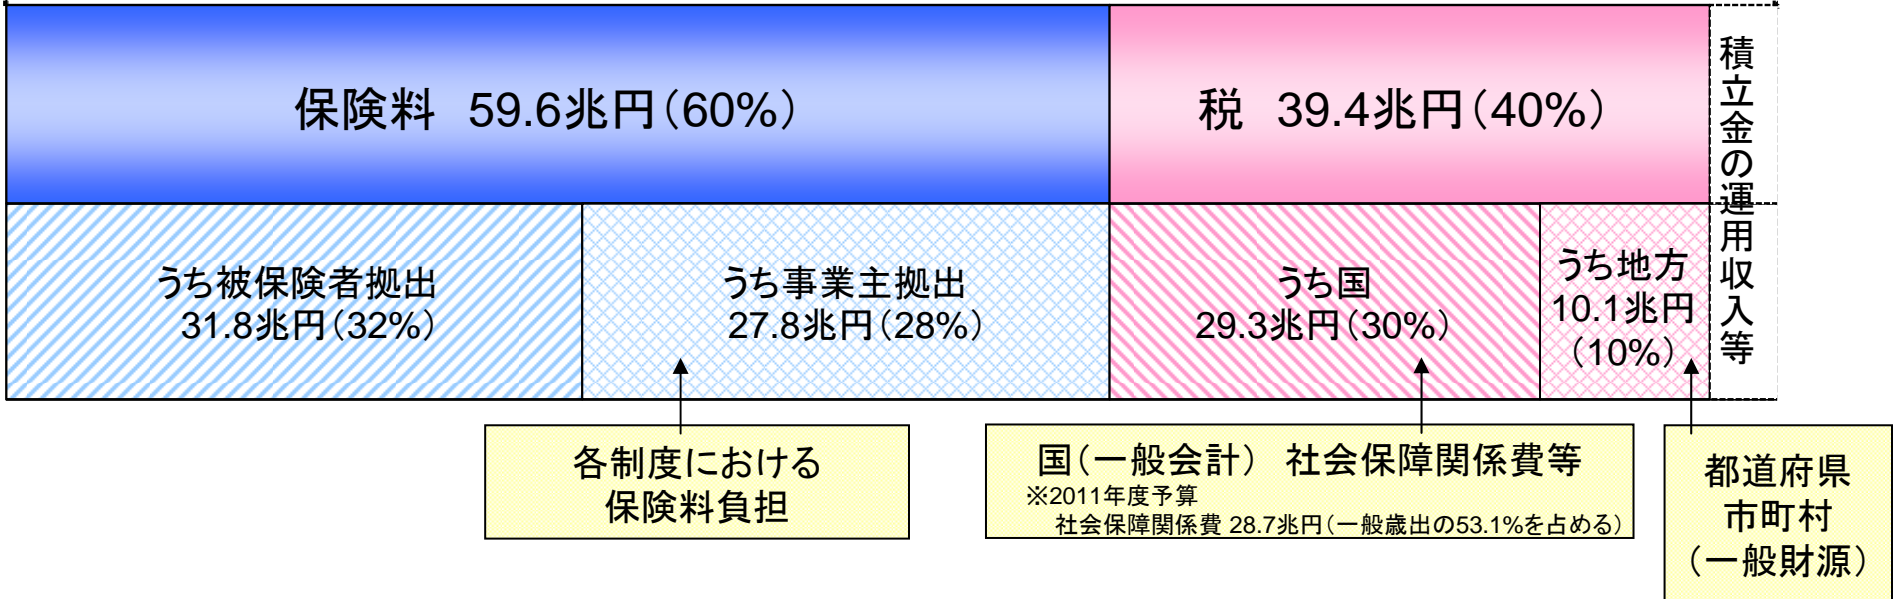 保険料　59.6兆円（60%）
税　39.4兆円（40%）
積立金の運用収入等
うち被保険者拠出
31.8兆円（32%）
うち事業主拠出
27.8兆円（28%）
うち国
29.3兆円（30%）
うち地方
10.1兆円
（10%）
各制度における
保険料負担
国（一般会計）　社会保障関係費等
※2011年度予算
社会保障関係費 28.7兆円（一般歳出の53.1%を占める）
都道府県
市町村
（一般財源）